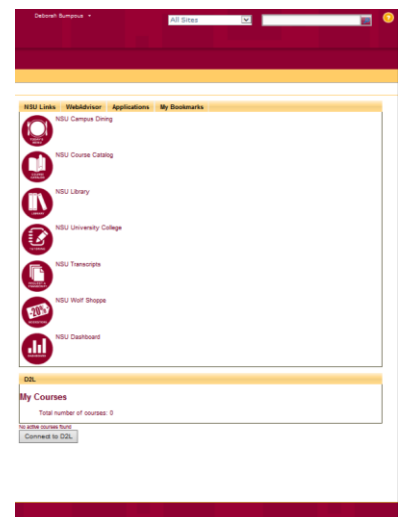 Deborah Bumpous
All Sites
?
NSU Links WebAdvisor Applications My Bookmarks
NSU Campus Dining
NSU Course Catalog
NSU Library
LIBRARY
NSU University College
NSU Transcripts
NSU Wolf Shoppe
-20%
NSU Dashboard
D2L
My Courses
Total number of courses: 0
No active courses found
Connect to D2L